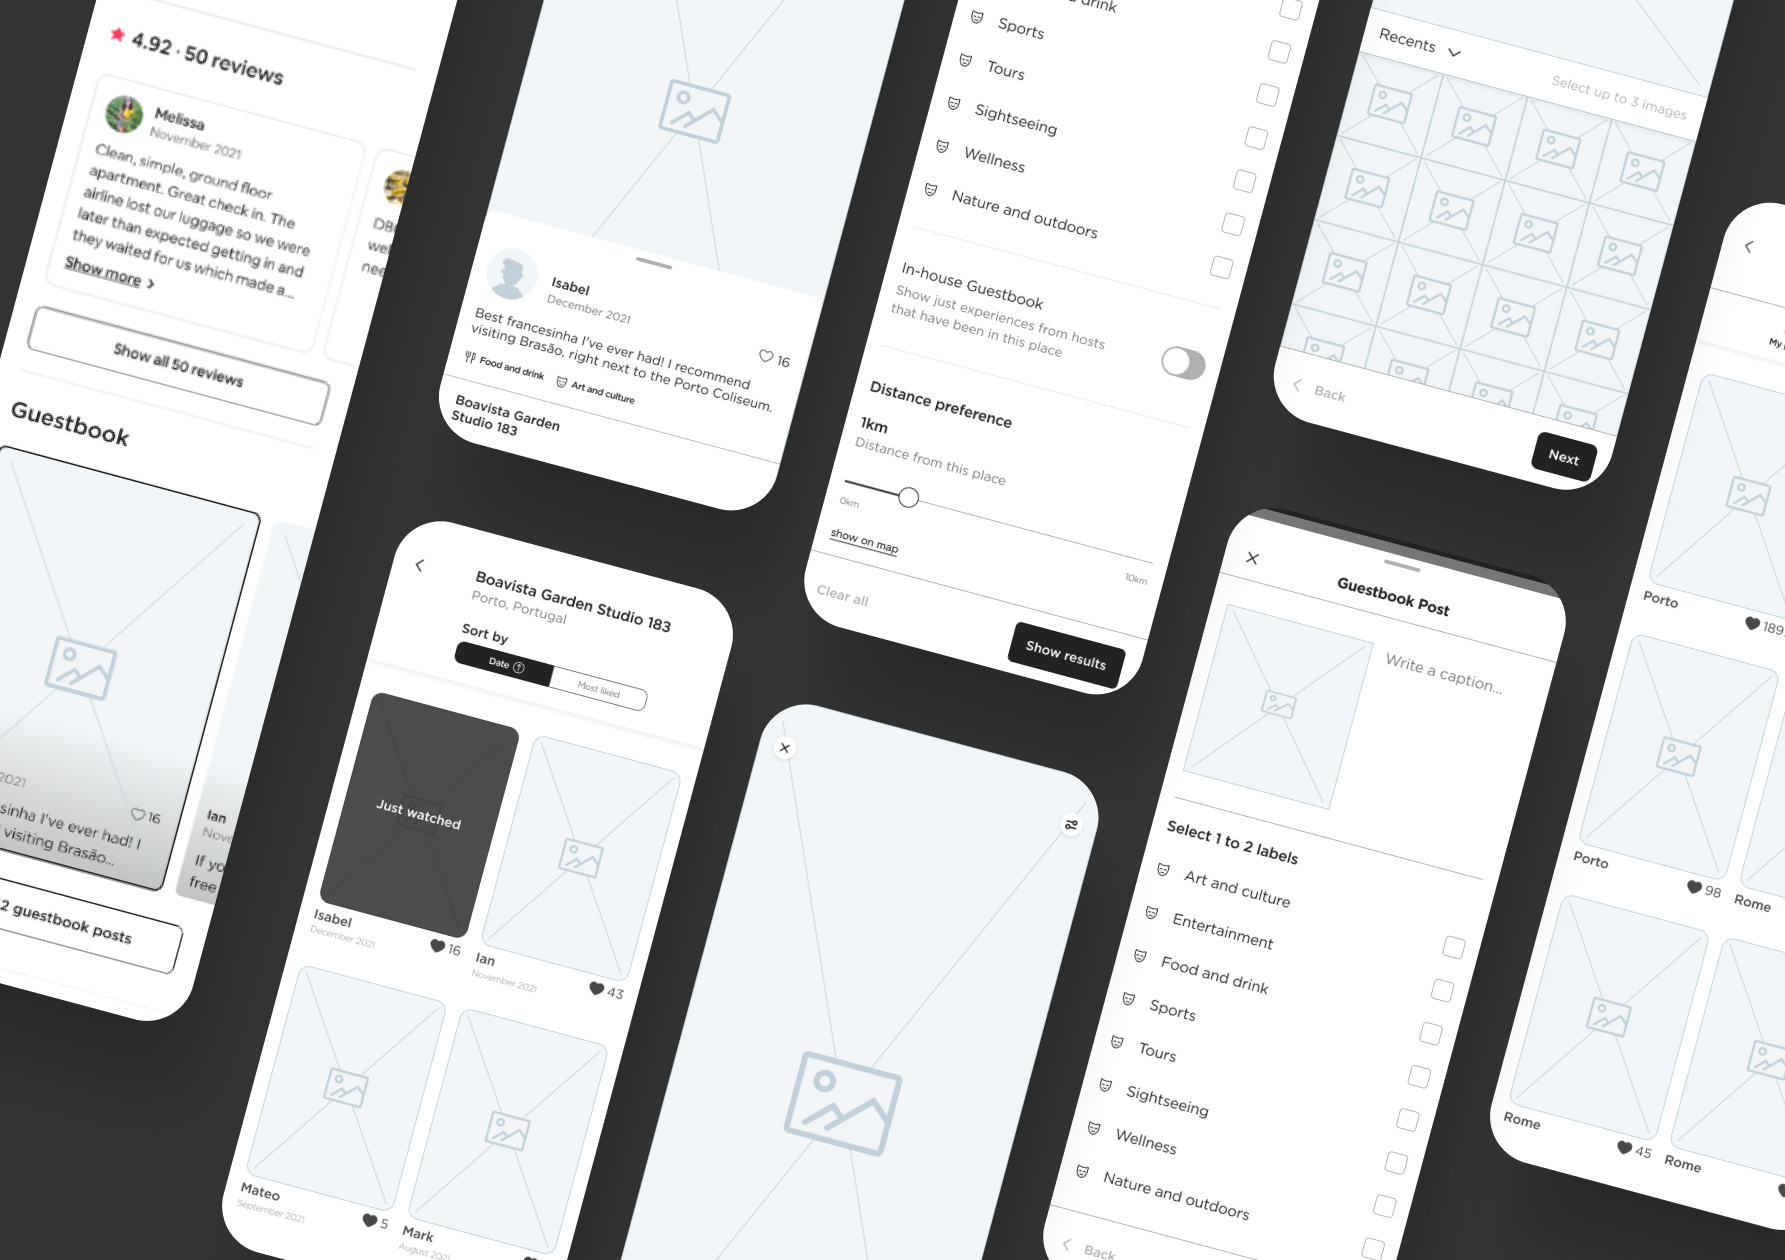 4.92 · 50 reviews
Melissa
November 2021
Clean, simple, ground floor
apartment. Great check in. The
airline lost our luggage so we were
later than expected getting in and
they waited for us which made a...
Show more
Show all 50 reviews
Guestbook
2021
I've ever had! I
visiting Brasão...
16
2 guestbook posts
Ian
If
free
Isabel
December 2021
Best francesinha I've ever had! I recommend
visiting Brasão, right next to the Porto Coliseum.
16
Food and drink
Art and culture
Boavista Garden
Studio 183
Boavista Garden Studio 183
Porto, Portugal
Sort by
Date
Most liked
Just watched
Isabel
December 2021
16
Ian
November 2021
43
Mateo
September 2021
5
Mark
August 2021
drink
Sports
Tours
Sightseeing
Wellness
Nature and outdoors
In-house Guestbook
Show just experiences from hosts
that have been in this place
Distance preference
1km
Distance from this place
0km
10km
show on map
Clear all
Show results
Recents
Select up to 3 images
Back
Next
Guestbook Post
Write a caption...
Select 1 to 2 labels
Art and culture
Entertainment
Food and drink
Sports
Tours
Sightseeing
Wellness
Nature and outdoors
Back
My
Porto
189
Porto
98
Rome
Rome
45
Rome